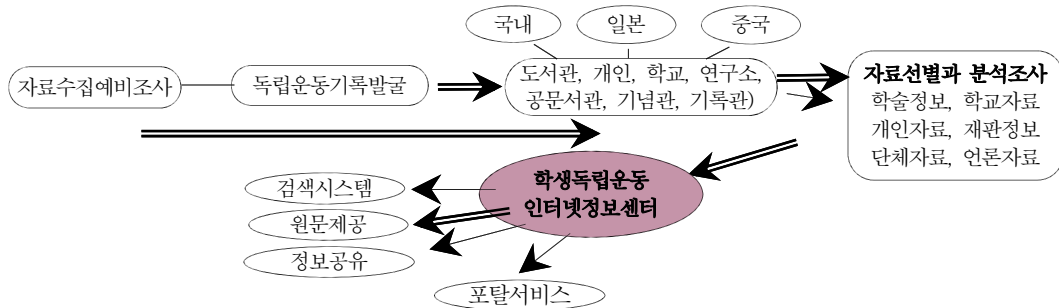 국내
일본
중국
자료수집예비조사
독립운동기록발굴
도서관, 개인, 학교, 연구소,
공문서관, 기념관, 기록관)
자료선별과 분석조사
학술정보, 학교자료
개인자료, 재판정보
단체자료, 언론자료
학생독립운동
인터넷정보센터
검색시스템
원문제공
정보공유
포탈서비스